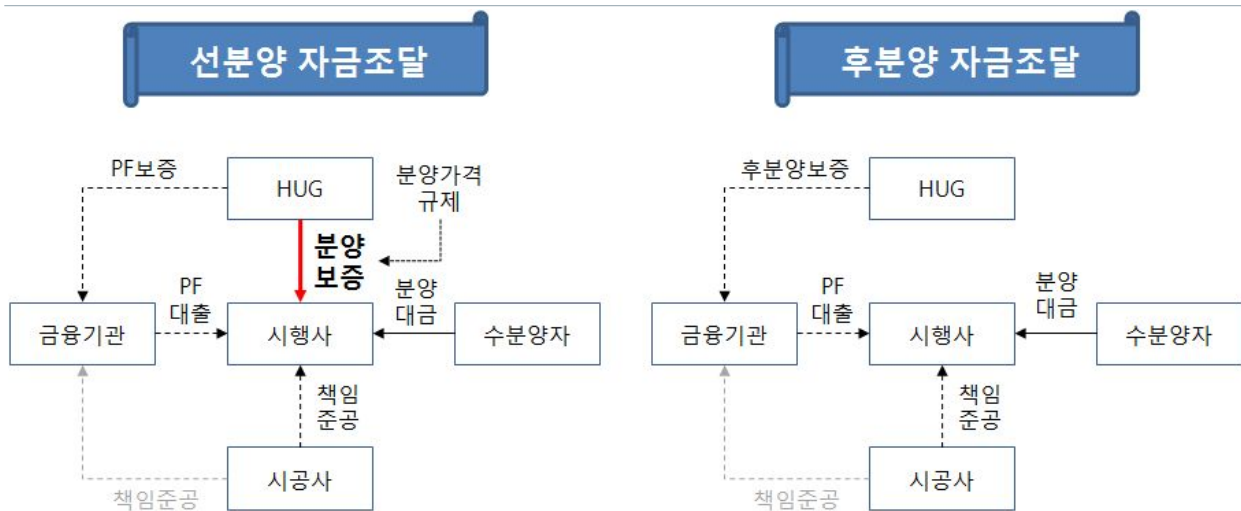 선분양 자금조달
후분양 자금조달
PF보증
HUG
분양가격
규제
분양
보증
PF
대출
분양
대금
금융기관
시행사
수분양자
책임
준공
시공사
책임준공
후분양보증
HUG
PF
대출
분양
대금
금융기관
시행사
수분양자
책임
준공
시공사
책임준공